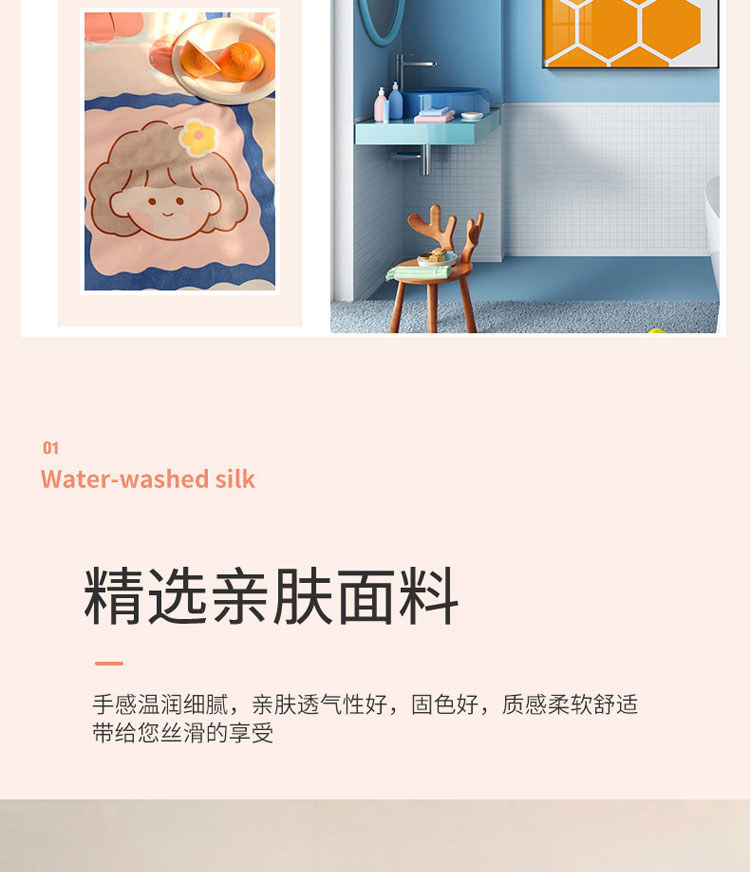 01
Water-washed silk
精选亲肤面料
手感温润细腻，亲肤透气性好，固色好，质感柔软舒适
带给您丝滑的享受